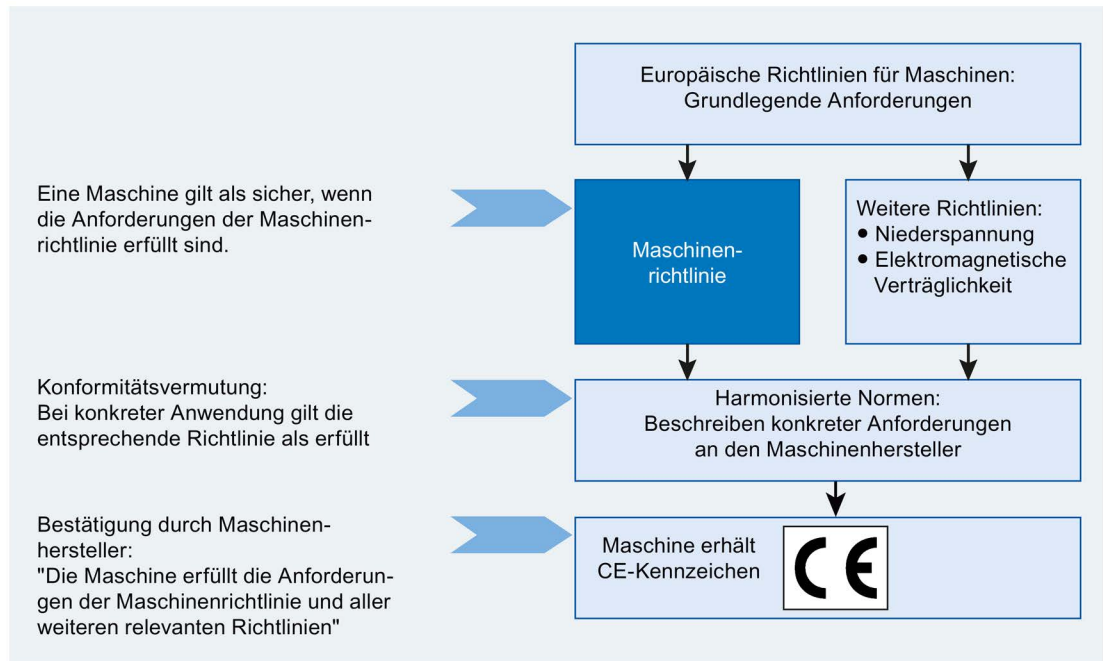 Europäische Richtlinien für Maschinen:
Grundlegende Anforderungen
Eine Maschine gilt als sicher, wenn
die Anforderungen der Maschinen-
richtlinie erfüllt sind.
Maschinen-
richtlinie
Weitere Richtlinien:
• Niederspannung
• Elektromagnetische
Verträglichkeit
Konformitätsvermutung:
Bei konkreter Anwendung gilt die
entsprechende Richtlinie als erfüllt
Harmonisierte Normen:
Beschreiben konkreter Anforderungen
an den Maschinenhersteller
Bestätigung durch Maschinen-
hersteller:
"Die Maschine erfüllt die Anforderun-
gen der Maschinenrichtlinie und aller
weiteren relevanten Richtlinien"
Maschine erhält
CE-Kennzeichen
CE